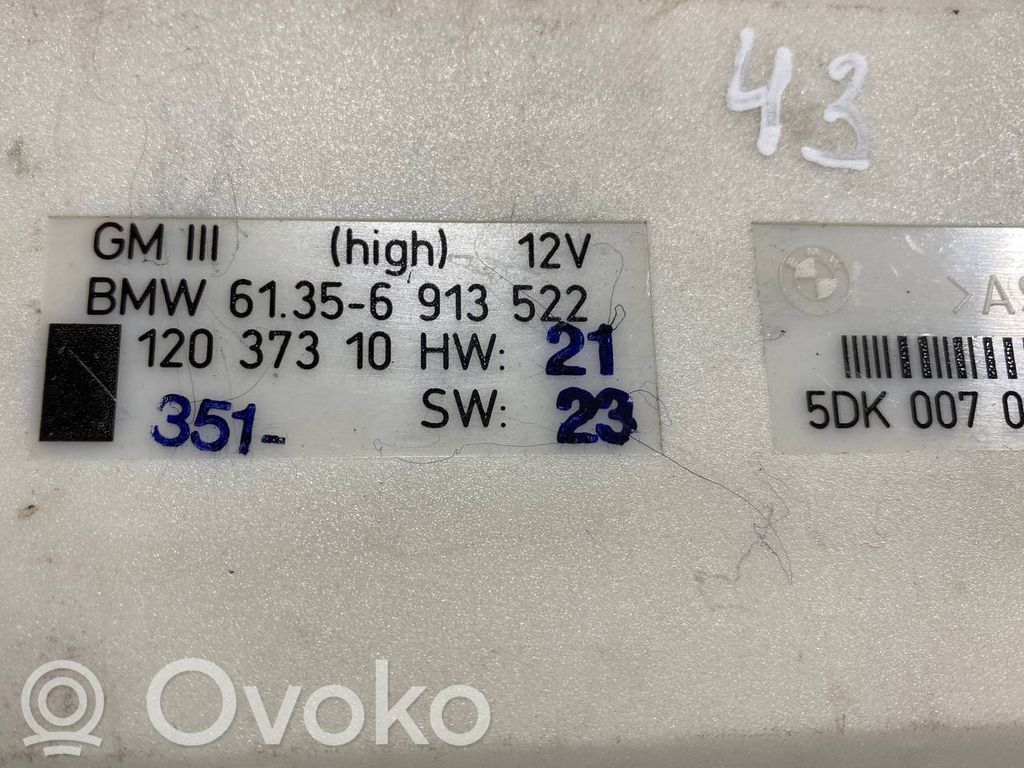 43
GM III (high) 12V
BMW 61.35-6 913 522
120 373 10 HW: 21
351- SW: 23
>AS
5DK 007 0
Ovoko